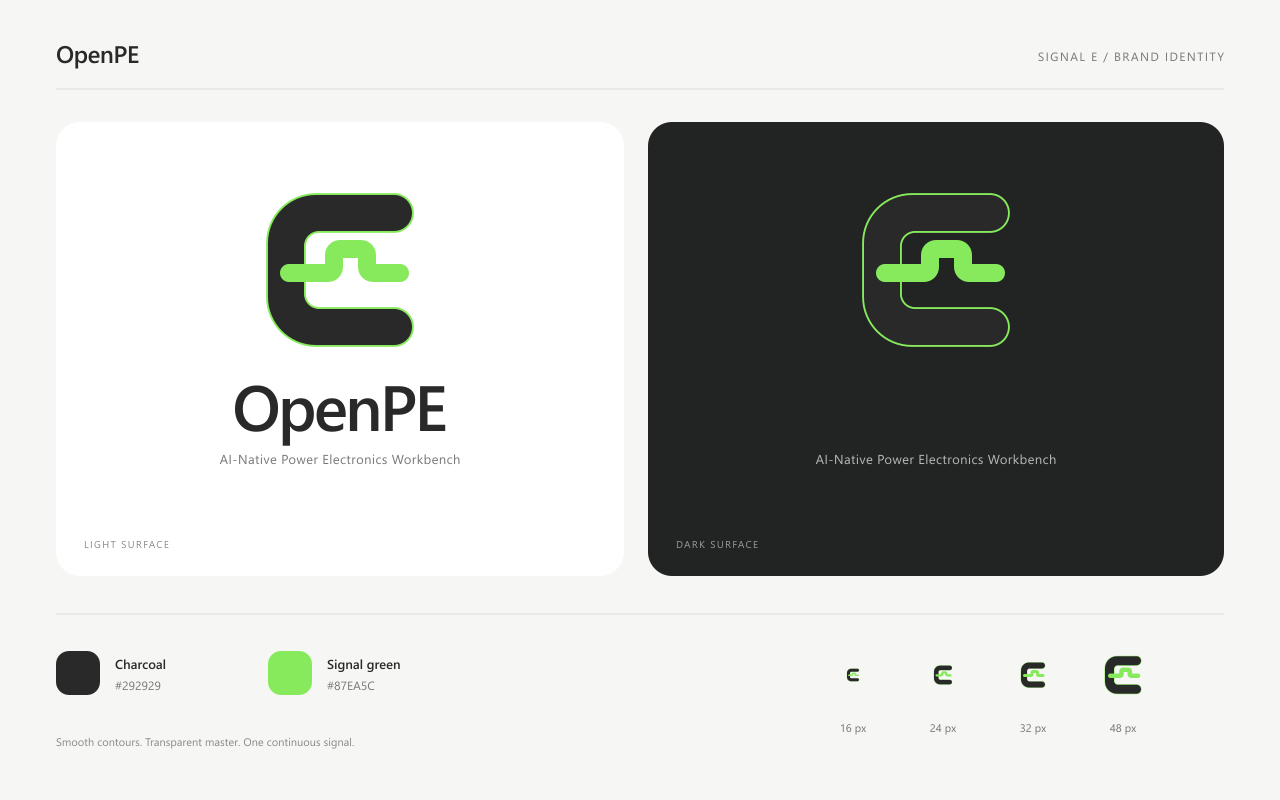 OpenPE
SIGNAL E / BRAND IDENTITY
OpenPE
AI-Native Power Electronics Workbench
LIGHT SURFACE
AI-Native Power Electronics Workbench
DARK SURFACE
Charcoal
#292929
Signal green
#87EA5C
16 px
24 px
32 px
48 px
Smooth contours. Transparent master. One continuous signal.